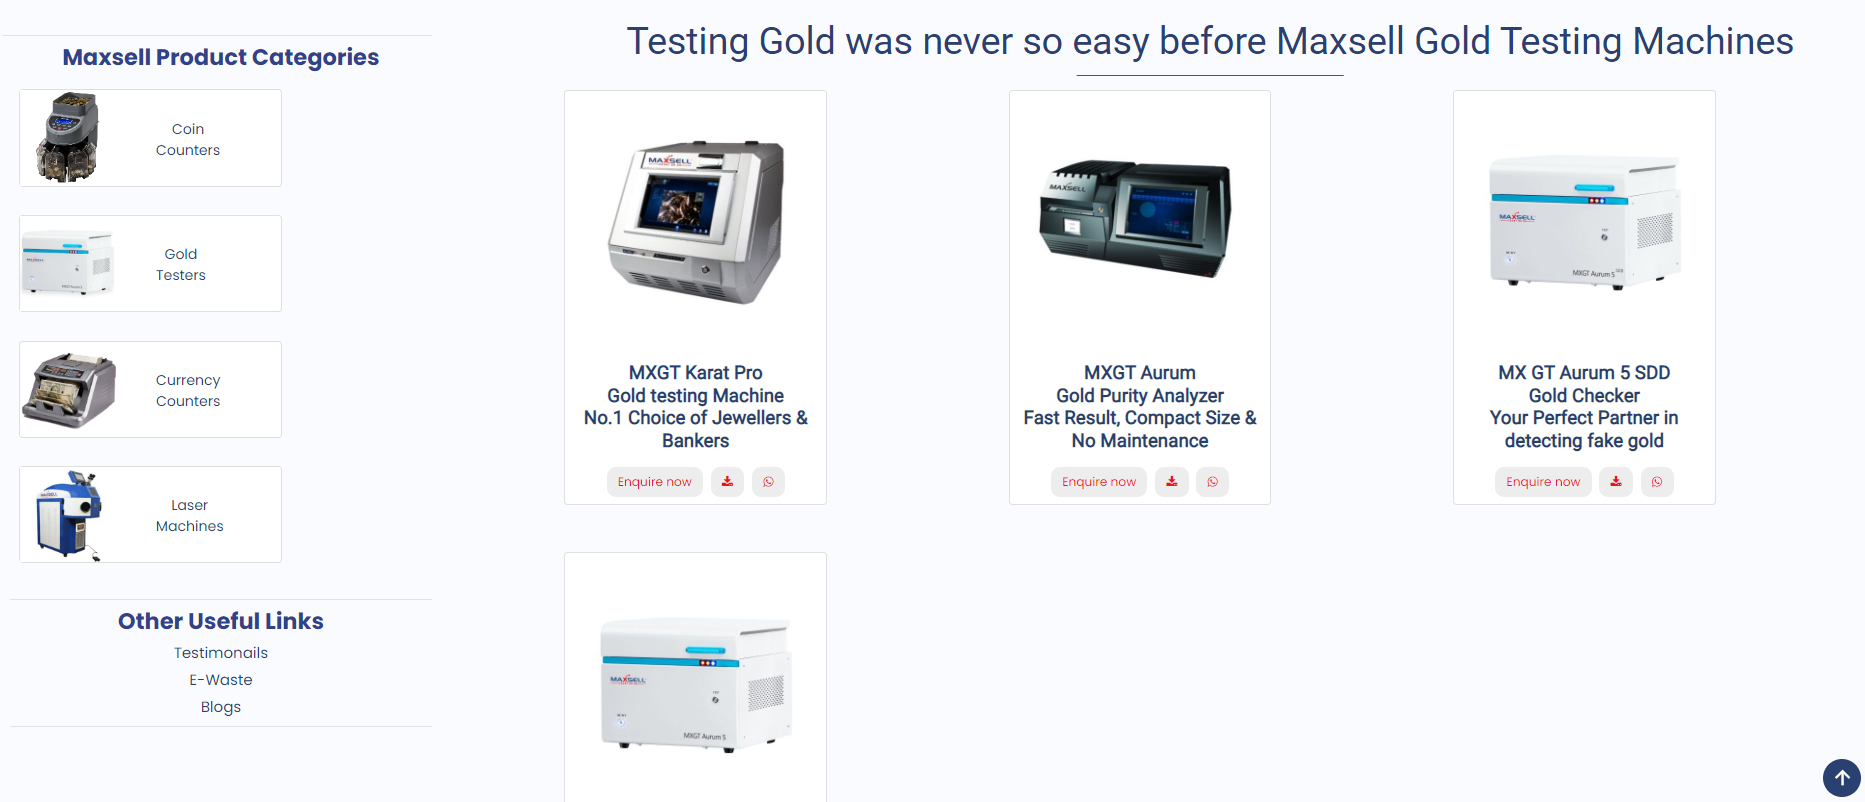 Maxsell Product Categories
Coin
Counters
Gold
Testers
Currency
Counters
Laser
Machines
Other Useful Links
Testimonails
E-Waste
Blogs
Testing Gold was never so easy before Maxsell Gold Testing Machines
MAXSELL
MXGT Karat Pro
Gold testing Machine
No.1 Choice of Jewellers &
Bankers
Enquire now
MAXSELL
MXGT Aurum
Gold Purity Analyzer
Fast Result, Compact Size &
No Maintenance
Enquire now
MAXSELL
MXGT Aurum 5 SDD
MX GT Aurum 5 SDD
Gold Checker
Your Perfect Partner in
detecting fake gold
Enquire now
MAXSELL
MXGT Aurum 5